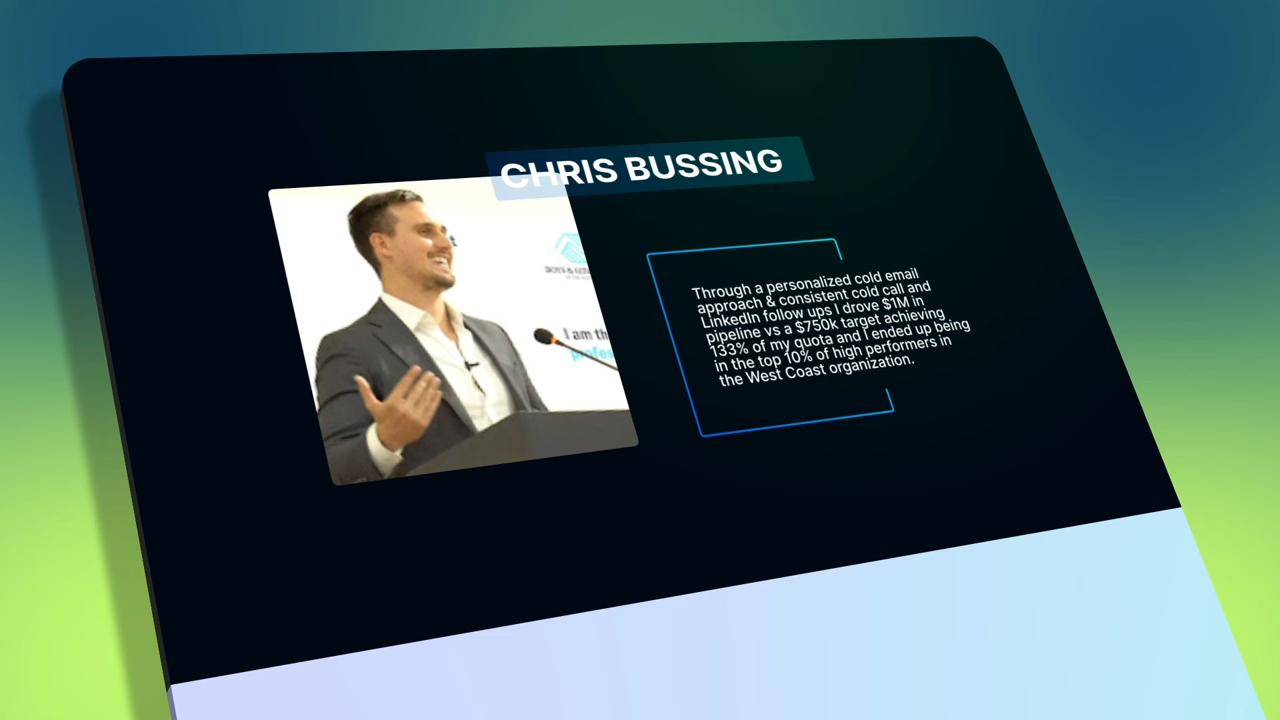 CHRIS BUSSING
Through a personalized cold email
approach & consistent cold call and
LinkedIn follow ups I drove $1M in
pipeline vs a $750k target achieving
133% of my quota and I ended up being
in the top 10% of high performers in
the West Coast organization.
I am th
profes